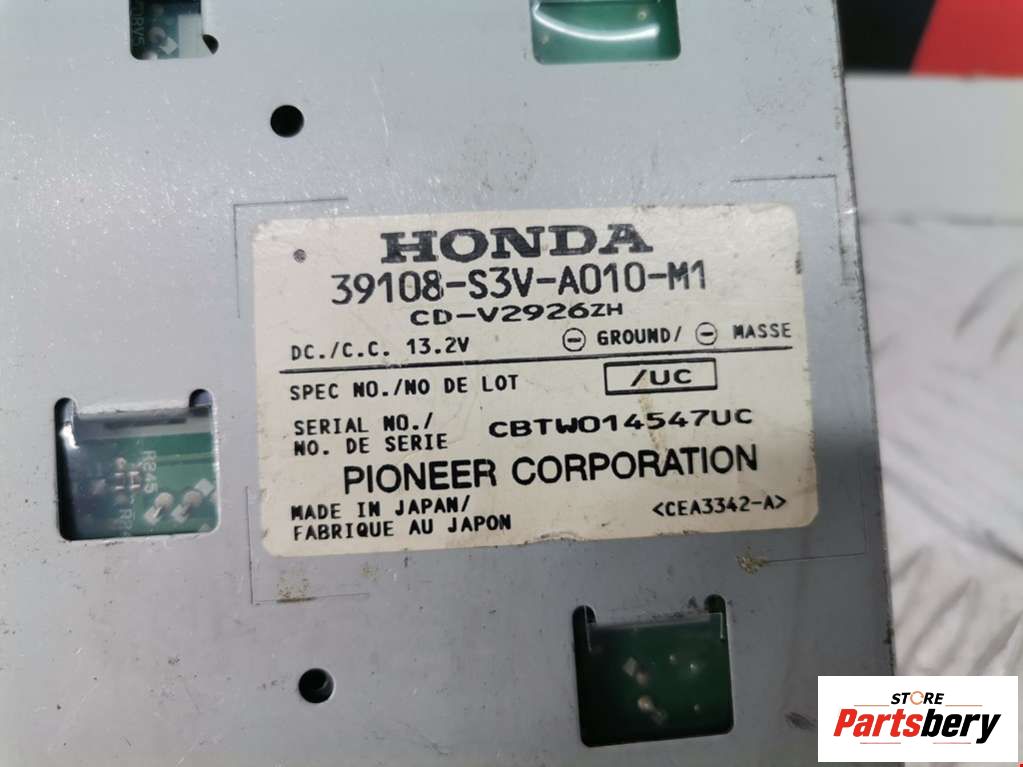 HONDA
39108-S3V-A010-M1
CD-V2926ZH
DC./C.C. 13.2V ⊖ GROUND/ ⊖ MASSE
SPEC NO./NO DE LOT /UC
SERIAL NO./
NO. DE SERIE CBTW014547UC
PIONEER CORPORATION
MADE IN JAPAN/
FABRIQUE AU JAPON <CEA3342-A>
R245
STORE
Partsbery